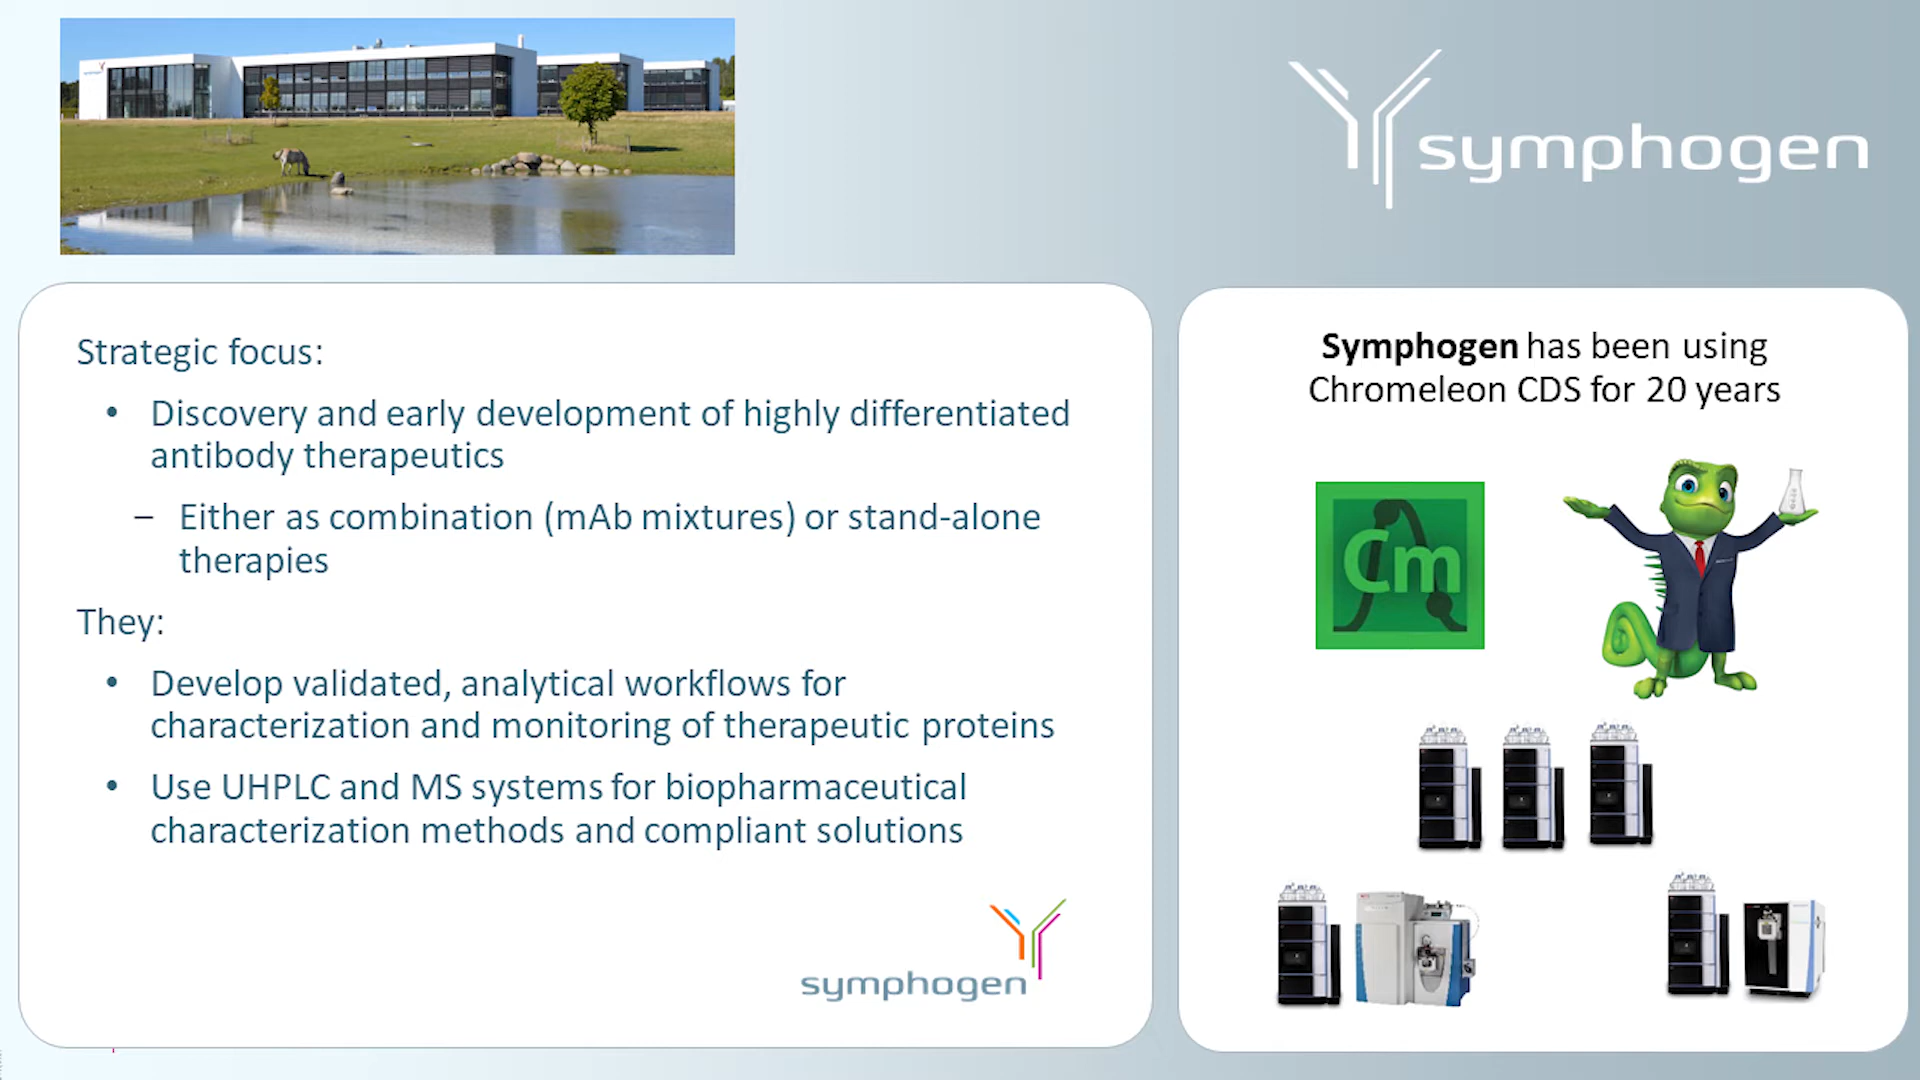 symphogen
Strategic focus:
• Discovery and early development of highly differentiated
antibody therapeutics
– Either as combination (mAb mixtures) or stand-alone
therapies
They:
• Develop validated, analytical workflows for
characterization and monitoring of therapeutic proteins
• Use UHPLC and MS systems for biopharmaceutical
characterization methods and compliant solutions
symphogen
Symphogen has been using
Chromeleon CDS for 20 years
Cm